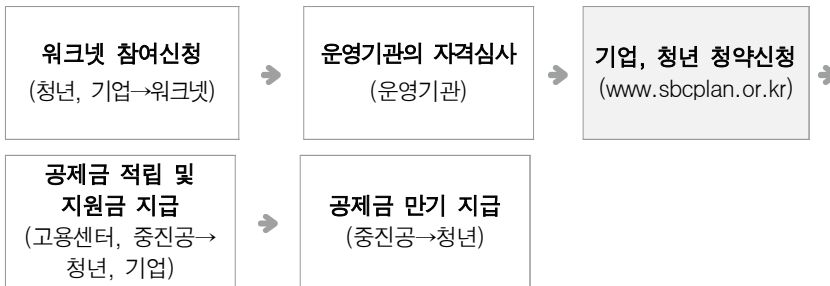 워크넷 참여신청
(청년, 기업→워크넷)
운영기관의 자격심사
(운영기관)
기업, 청년 청약신청
(www.sbcplan.or.kr)
공제금 적립 및
지원금 지급
(고용센터, 중진공→
청년, 기업)
공제금 만기 지급
(중진공→청년)